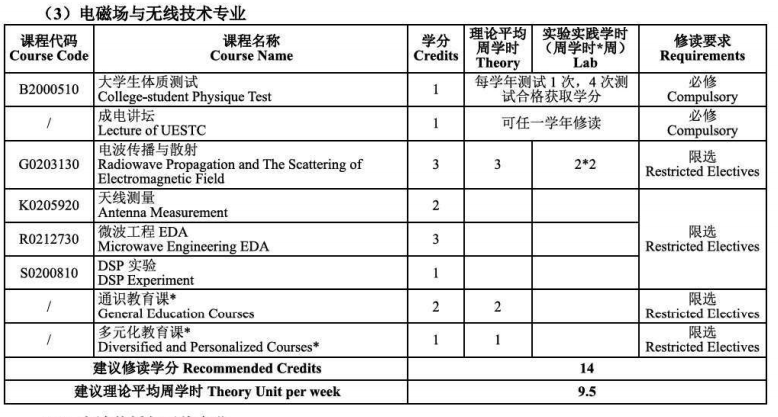 （3）电磁场与无线技术专业
课程代码 课程名称 学分 理论平均 实验实践学时 修读要求
Course Code Course Name Credits 周学时 （周学时*周） Requirements
Theory Lab
B2000510 大学生体质测试 1 每学年测试 1 次，4 次测 必修
College-student Physique Test 试合格获取学分 Compulsory
/ 成电讲坛 1 可任一学年修读 必修
Lecture of UESTC Compulsory
G0203130 电波传播与散射 3 3 2*2 限选
Radiowave Propagation and The Scattering of Restricted Electives
Electromagnetic Field
K0205920 天线测量 2
Antenna Measurement
R0212730 微波工程 EDA 3 限选
Microwave Engineering EDA Restricted Electives
S0200810 DSP 实验 1
DSP Experiment
/ 通识教育课* 2 2 限选
General Education Courses Restricted Electives
/ 多元化教育课* 1 1 限选
Diversified and Personalized Courses* Restricted Electives
建议修读学分 Recommended Credits 14
建议理论平均周学时 Theory Unit per week 9.5